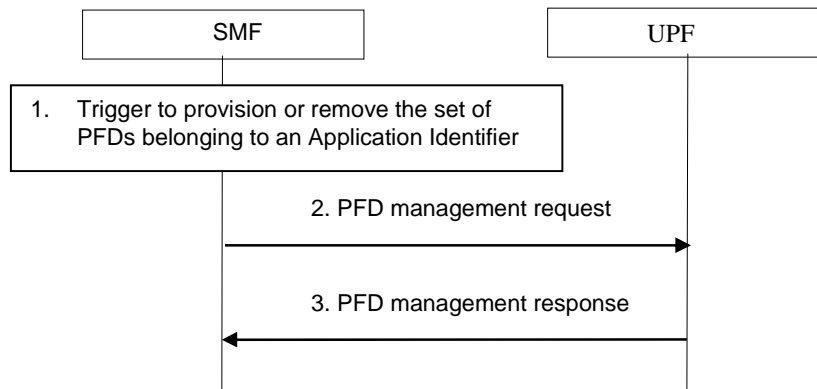 SMF
UPF
1. Trigger to provision or remove the set of
PFDs belonging to an Application Identifier
2. PFD management request
3. PFD management response